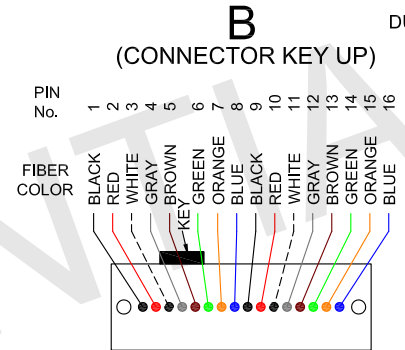 B
DU
(CONNECTOR KEY UP)
PIN No. 1 2 3 4 5 6 7 8 9 10 11 12 13 14 15 16
FIBER COLOR BLACK RED WHITE GRAY BROWN GREEN ORANGE BLUE BLACK RED WHITE GRAY BROWN GREEN ORANGE BLUE
KEY
NTIA